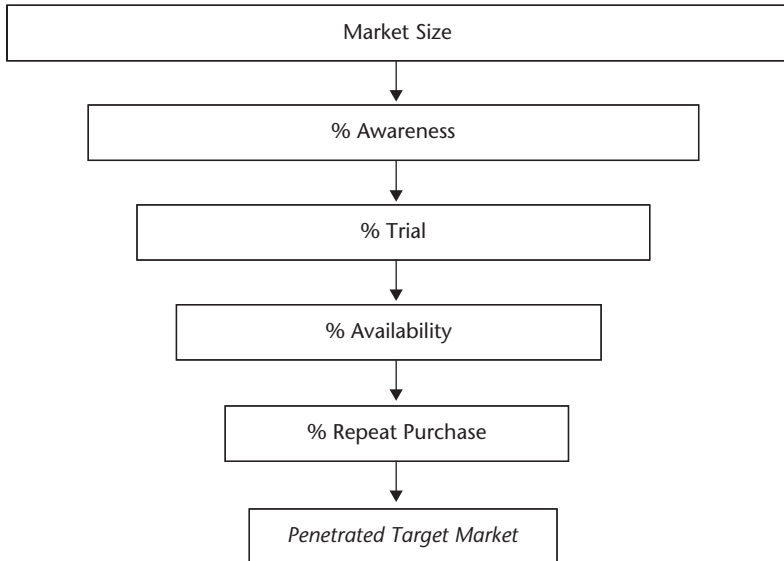 Market Size
% Awareness
% Trial
% Availability
% Repeat Purchase
Penetrated Target Market